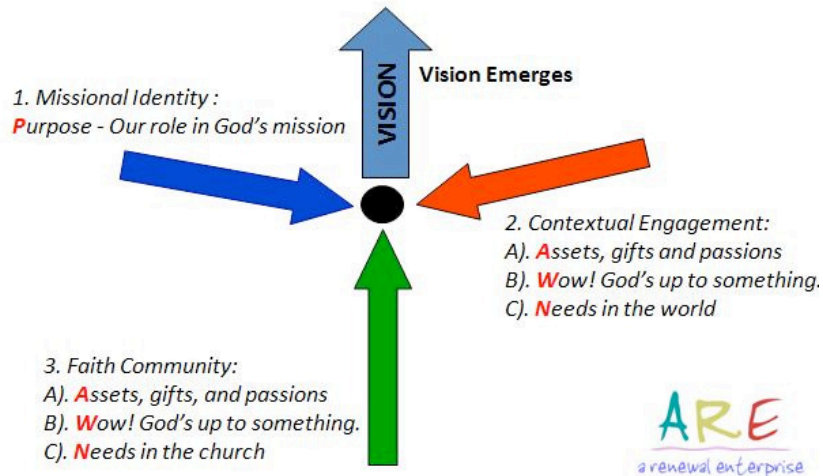 VISION
Vision Emerges
1. Missional Identity :
Purpose - Our role in God's mission
2. Contextual Engagement:
A). Assets, gifts and passions
B). Wow! God's up to something.
C). Needs in the world
3. Faith Community:
A). Assets, gifts, and passions
B). Wow! God's up to something.
C). Needs in the church
ARE
a renewal enterprise